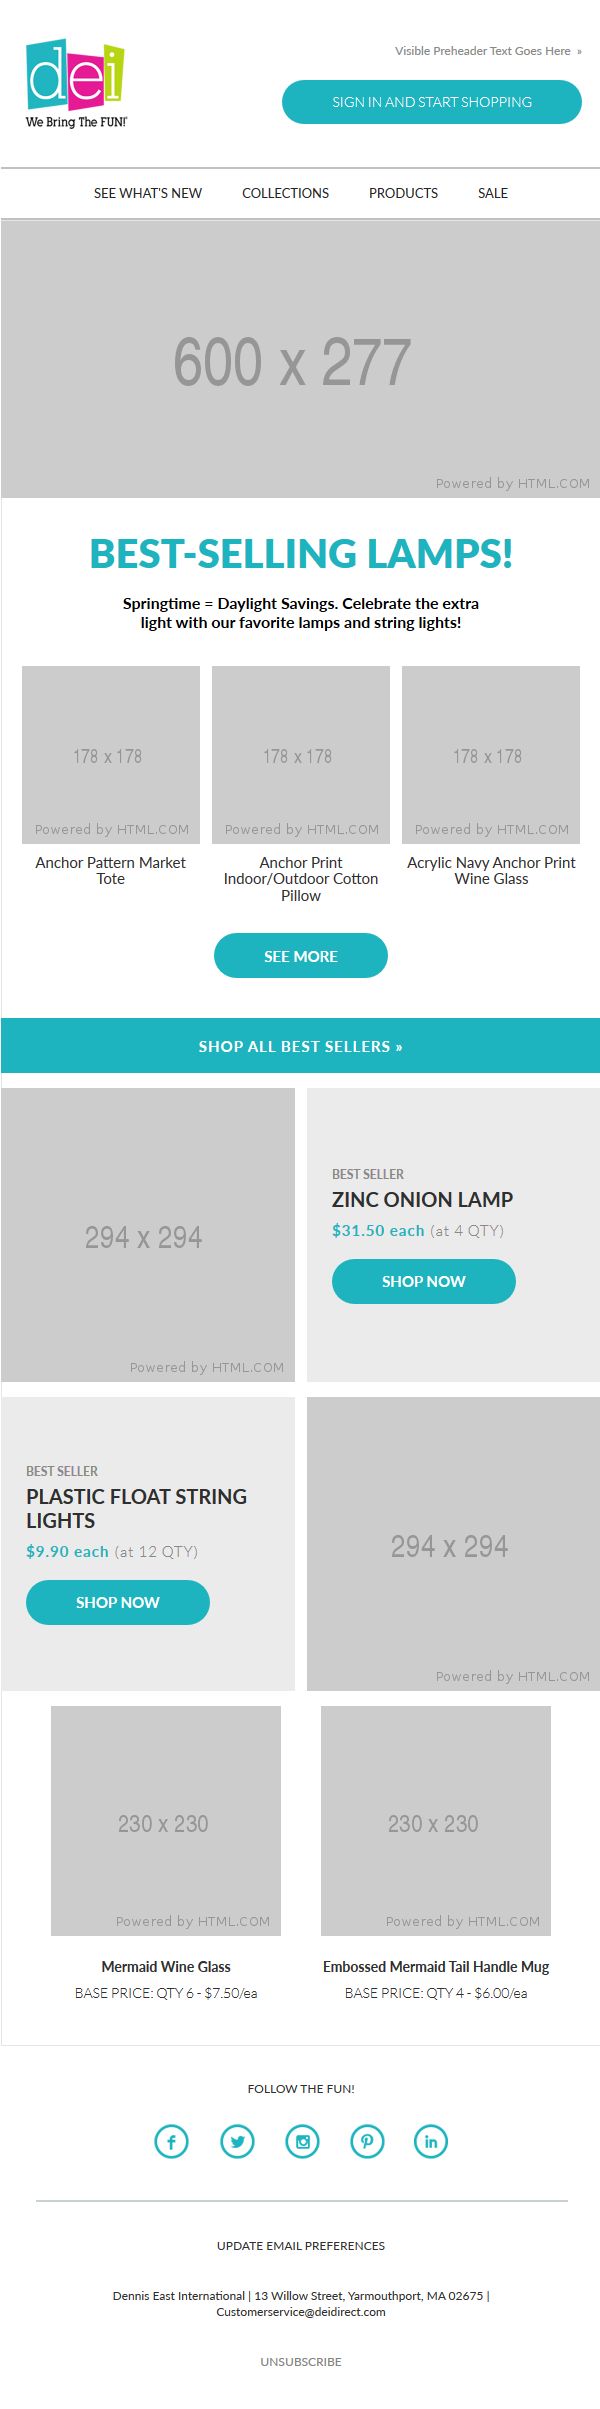 dei
We Bring The FUN!®
Visible Preheader Text Goes Here »
SIGN IN AND START SHOPPING
SEE WHAT'S NEW COLLECTIONS PRODUCTS SALE
600 x 277
Powered by HTML.COM
BEST-SELLING LAMPS!
Springtime = Daylight Savings. Celebrate the extra
light with our favorite lamps and string lights!
178 x 178
Powered by HTML.COM
Anchor Pattern Market
Tote
178 x 178
Powered by HTML.COM
Anchor Print
Indoor/Outdoor Cotton
Pillow
178 x 178
Powered by HTML.COM
Acrylic Navy Anchor Print
Wine Glass
SEE MORE
SHOP ALL BEST SELLERS »
294 x 294
Powered by HTML.COM
BEST SELLER
ZINC ONION LAMP
$31.50 each (at 4 QTY)
SHOP NOW
BEST SELLER
PLASTIC FLOAT STRING
LIGHTS
$9.90 each (at 12 QTY)
SHOP NOW
294 x 294
Powered by HTML.COM
230 x 230
Powered by HTML.COM
Mermaid Wine Glass
BASE PRICE: QTY 6 - $7.50/ea
230 x 230
Powered by HTML.COM
Embossed Mermaid Tail Handle Mug
BASE PRICE: QTY 4 - $6.00/ea
FOLLOW THE FUN!
UPDATE EMAIL PREFERENCES
Dennis East International | 13 Willow Street, Yarmouthport, MA 02675 |
Customerservice@deidirect.com
UNSUBSCRIBE